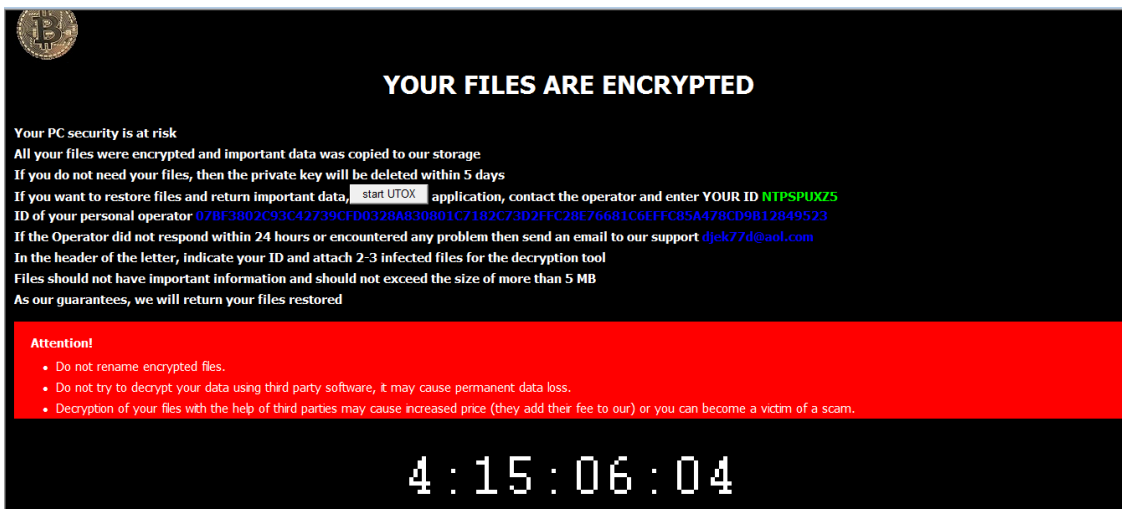 YOUR FILES ARE ENCRYPTED
Your PC security is at risk
All your files were encrypted and important data was copied to our storage
If you do not need your files, then the private key will be deleted within 5 days
If you want to restore files and return important data, start UTOX application, contact the operator and enter YOUR ID NTPSPUXZ5
ID of your personal operator
If the Operator did not respond within 24 hours or encountered any problem then send an email to our support djek77d@aol.com
In the header of the letter, indicate your ID and attach 2-3 infected files for the decryption tool
Files should not have important information and should not exceed the size of more than 5 MB
As our guarantees, we will return your files restored
Attention!
• Do not rename encrypted files.
• Do not try to decrypt your data using third party software, it may cause permanent data loss.
• Decryption of your files with the help of third parties may cause increased price (they add their fee to our) or you can become a victim of a scam.
4:15:06:04